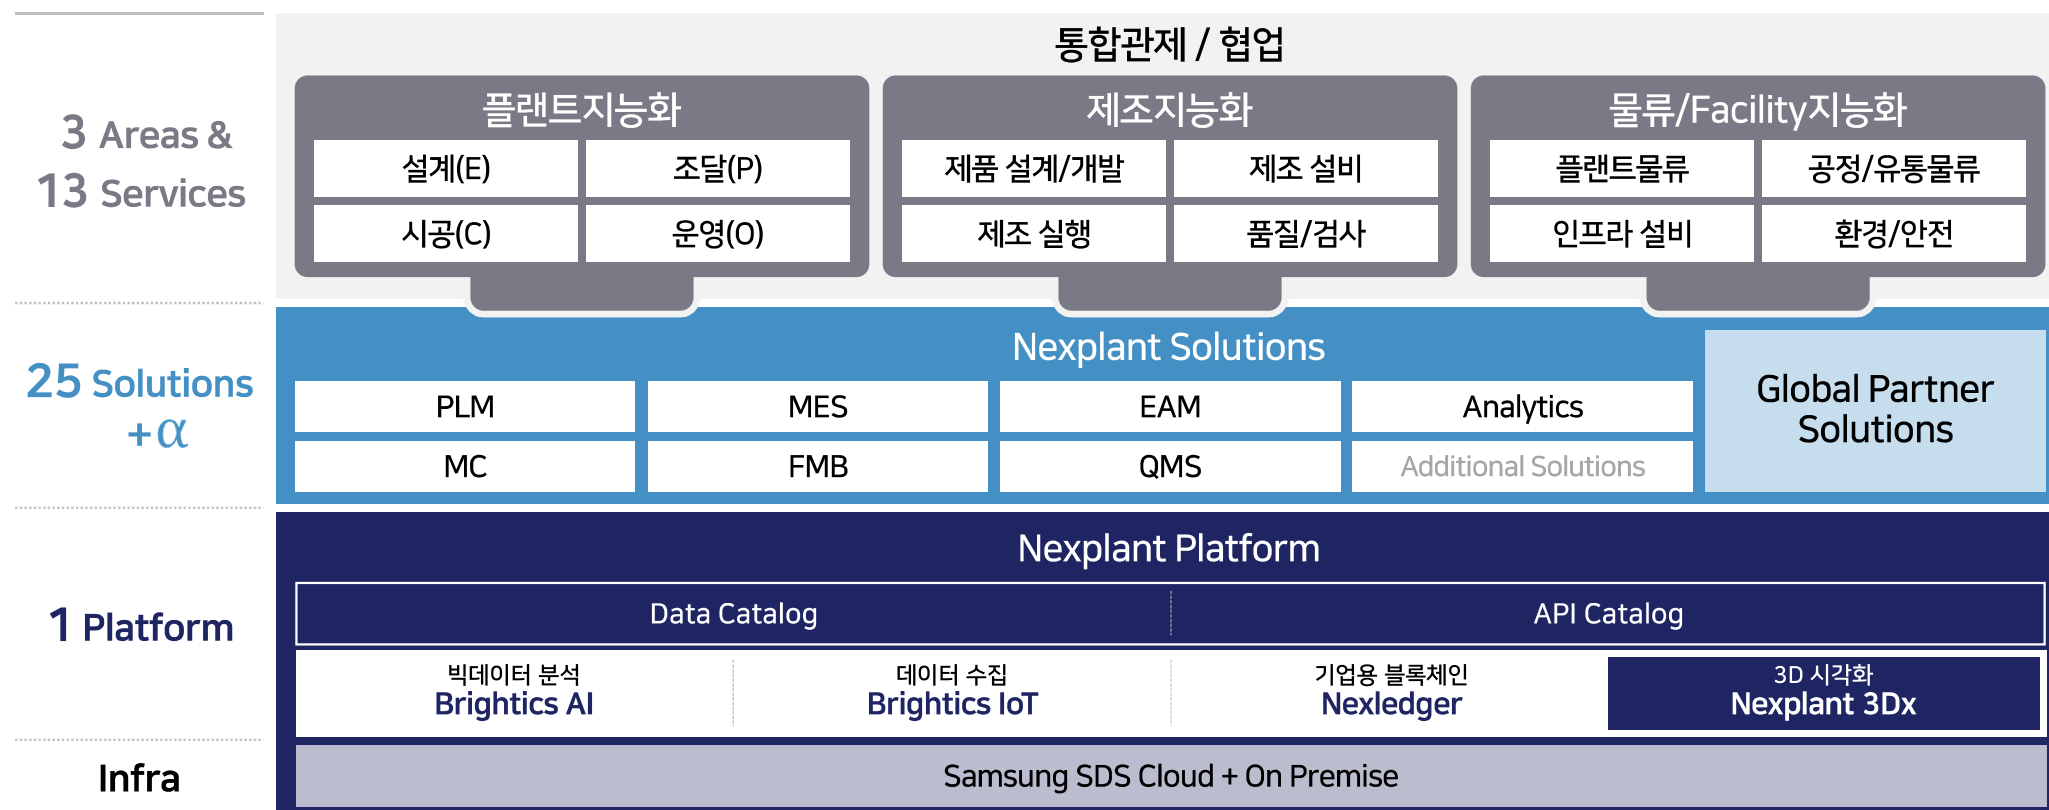 통합관제 / 협업
3 Areas &
13 Services
플랜트지능화
설계(E)
조달(P)
시공(C)
운영(O)
제조지능화
제품 설계/개발
제조 설비
제조 실행
품질/검사
물류/Facility지능화
플랜트물류
공정/유통물류
인프라 설비
환경/안전
25 Solutions
+α
Nexplant Solutions
PLM
MES
EAM
Analytics
MC
FMB
QMS
Additional Solutions
Global Partner
Solutions
1 Platform
Nexplant Platform
Data Catalog
API Catalog
빅데이터 분석
Brightics AI
데이터 수집
Brightics IoT
기업용 블록체인
Nexledger
3D 시각화
Nexplant 3Dx
Infra
Samsung SDS Cloud + On Premise